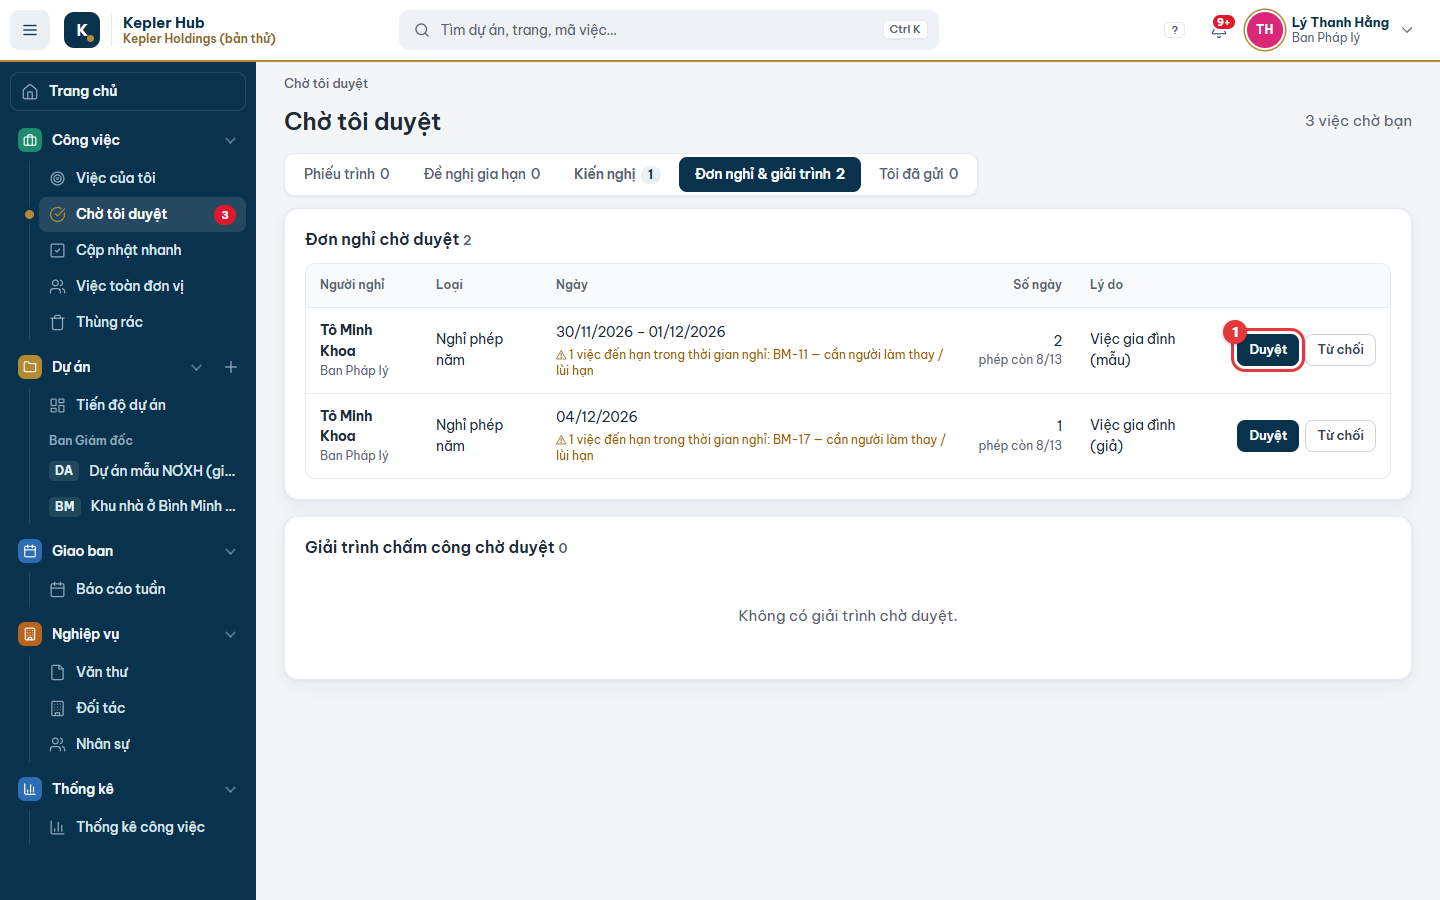 K.
Kepler Hub
Kepler Holdings (bản thử)
Tìm dự án, trang, mã việc...
Ctrl K
?
9+
TH
Lý Thanh Hằng
Ban Pháp lý
Trang chủ
Công việc
Việc của tôi
Chờ tôi duyệt
3
Cập nhật nhanh
Việc toàn đơn vị
Thùng rác
Dự án
Tiến độ dự án
Ban Giám đốc
DA Dự án mẫu NƠXH (gi...
BM Khu nhà ở Bình Minh ...
Giao ban
Báo cáo tuần
Nghiệp vụ
Văn thư
Đối tác
Nhân sự
Thống kê
Thống kê công việc
Chờ tôi duyệt
Chờ tôi duyệt
3 việc chờ bạn
Phiếu trình 0
Đề nghị gia hạn 0
Kiến nghị 1
Đơn nghỉ & giải trình 2
Tôi đã gửi 0
Đơn nghỉ chờ duyệt 2
Người nghỉ
Loại
Ngày
Số ngày
Lý do
Tô Minh
Khoa
Ban Pháp lý
Nghỉ phép
năm
30/11/2026 – 01/12/2026
⚠ 1 việc đến hạn trong thời gian nghỉ: BM-11 — cần người làm thay /
lùi hạn
2
phép còn 8/13
Việc gia đình
(mẫu)
1
Duyệt
Từ chối
Tô Minh
Khoa
Ban Pháp lý
Nghỉ phép
năm
04/12/2026
⚠ 1 việc đến hạn trong thời gian nghỉ: BM-17 — cần người làm thay /
lùi hạn
1
phép còn 8/13
Việc gia đình
(giả)
Duyệt
Từ chối
Giải trình chấm công chờ duyệt 0
Không có giải trình chờ duyệt.